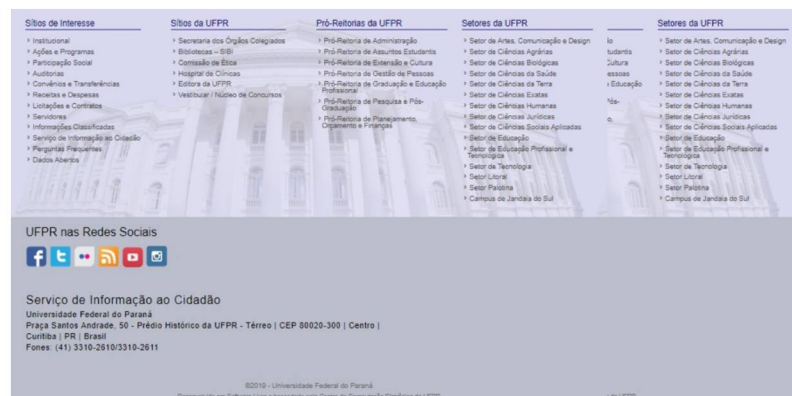 Sítios de Interesse
Institucional
Ações e Programas
Participação Social
Auditorias
Convênios e Transferências
Receitas e Despesas
Licitações e Contratos
Servidores
Informações Classificadas
Serviço de Informação ao Cidadão
Perguntas Frequentes
Dados Abertos
Sítios da UFPR
Secretaria dos Órgãos Colegiados
Bibliotecas – SIBI
Comissão de Ética
Hospital de Clínicas
Editora da UFPR
Vestibular / Núcleo de Concursos
Pró-Reitorias da UFPR
Pró-Reitoria de Administração
Pró-Reitoria de Assuntos Estudantis
Pró-Reitoria de Extensão e Cultura
Pró-Reitoria de Gestão de Pessoas
Pró-Reitoria de Graduação e Educação
Profissional
Pró-Reitoria de Pesquisa e Pós-
Graduação
Pró-Reitoria de Planejamento,
Orçamento e Finanças
Setores da UFPR
Setor de Artes, Comunicação e Design
Setor de Ciências Agrárias
Setor de Ciências Biológicas
Setor de Ciências da Saúde
Setor de Ciências da Terra
Setor de Ciências Exatas
Setor de Ciências Humanas
Setor de Ciências Jurídicas
Setor de Ciências Sociais Aplicadas
Setor de Educação
Setor de Educação Profissional e
Tecnológica
Setor de Tecnologia
Setor Litoral
Setor Palotina
Campus de Jandaia do Sul
ão
tudantis
Cultura
essoas
e Educação
Pós-
o,
Setores da UFPR
Setor de Artes, Comunicação e Design
Setor de Ciências Agrárias
Setor de Ciências Biológicas
Setor de Ciências da Saúde
Setor de Ciências da Terra
Setor de Ciências Exatas
Setor de Ciências Humanas
Setor de Ciências Jurídicas
Setor de Ciências Sociais Aplicadas
Setor de Educação
Setor de Educação Profissional e
Tecnológica
Setor de Tecnologia
Setor Litoral
Setor Palotina
Campus de Jandaia do Sul
UFPR nas Redes Sociais
Serviço de Informação ao Cidadão
Universidade Federal do Paraná
Praça Santos Andrade, 50 - Prédio Histórico da UFPR - Térreo | CEP 80020-300 | Centro |
Curitiba | PR | Brasil
Fones: (41) 3310-2610/3310-2611
©2019 - Universidade Federal do Paraná